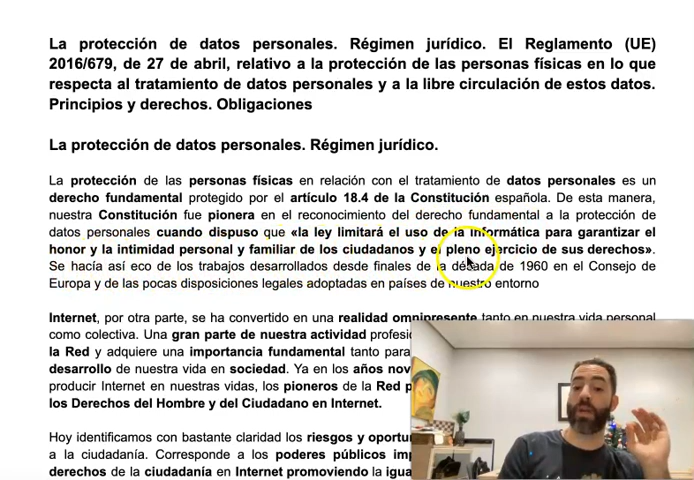 La protección de datos personales. Régimen jurídico. El Reglamento (UE)
2016/679, de 27 de abril, relativo a la protección de las personas físicas en lo que
respecta al tratamiento de datos personales y a la libre circulación de estos datos.
Principios y derechos. Obligaciones
La protección de datos personales. Régimen jurídico.
La protección de las personas físicas en relación con el tratamiento de datos personales es un
derecho fundamental protegido por el artículo 18.4 de la Constitución española. De esta manera,
nuestra Constitución fue pionera en el reconocimiento del derecho fundamental a la protección
de datos personales cuando dispuso que «la ley limitará el uso de la informática para garantizar el
honor y la intimidad personal y familiar de los ciudadanos y el pleno ejercicio de sus derechos».
Se hacía así eco de los trabajos desarrollados desde finales de la década de 1960 en el Consejo de
Europa y de las pocas disposiciones legales adoptadas en países de nuestro entorno
Internet, por otra parte, se ha convertido en una realidad omnipresente tanto en nuestra vida personal
como colectiva. Una gran parte de nuestra actividad
la Red y adquiere una importancia fundamental tanto para
desarrollo de nuestra vida en sociedad. Ya en los años
producir Internet en nuestras vidas, los pioneros de la Red
los Derechos del Hombre y del Ciudadano en Internet.
Hoy identificamos con bastante claridad los riesgos y
a la ciudadanía. Corresponde a los poderes públicos
derechos de la ciudadanía en Internet promoviendo la